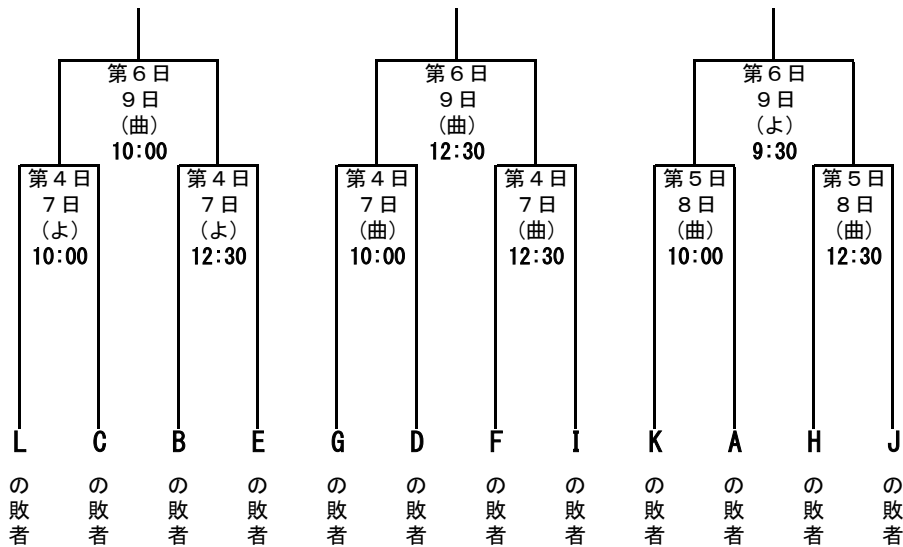 第６日 第６日 第６日
９日 ９日 ９日
（曲） （曲） （よ）
10:00 12:30 9:30
第４日 第４日 第４日 第４日 第５日 第５日
７日 ７日 ７日 ７日 ８日 ８日
（よ） （よ） （曲） （曲） （曲） （曲）
10:00 12:30 10:00 12:30 10:00 12:30
L C B E G D F I K A H J
の敗者 の敗者 の敗者 の敗者 の敗者 の敗者 の敗者 の敗者 の敗者 の敗者 の敗者 の敗者